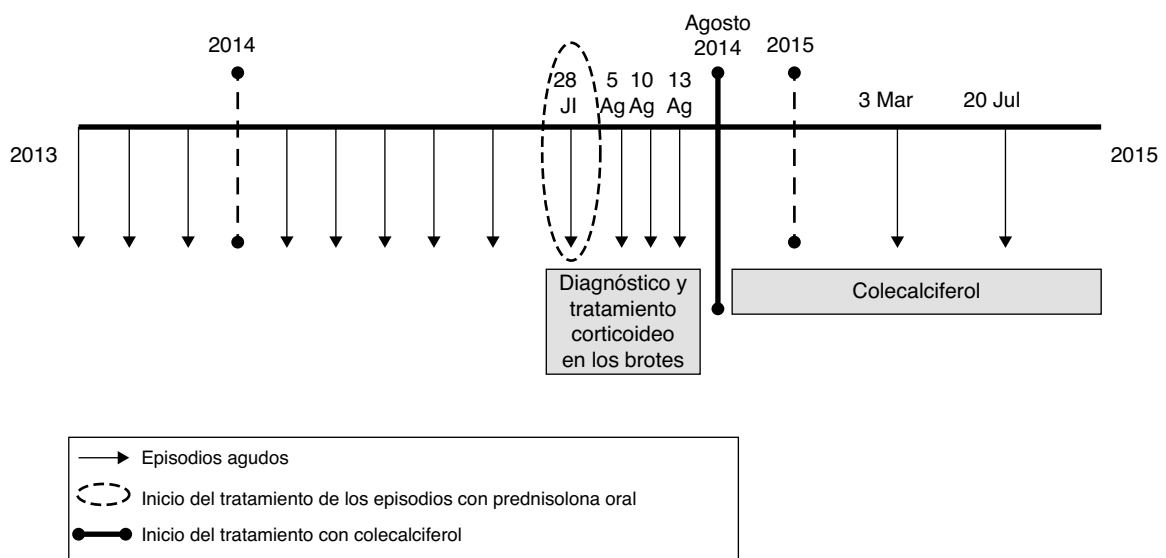 Agosto
2014
2014
2015
28
Jl
5
Ag
10
Ag
13
Ag
3 Mar
20 Jul
2013
2015
Diagnóstico y
tratamiento
corticoideo
en los brotes
Colecalciferol
Episodios agudos
Inicio del tratamiento de los episodios con prednisolona oral
Inicio del tratamiento con colecalciferol